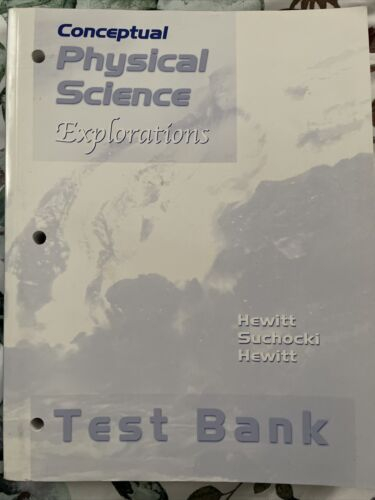 Conceptual
Physical
Science
Explorations
Hewitt
Suchocki
Hewitt
Test Bank